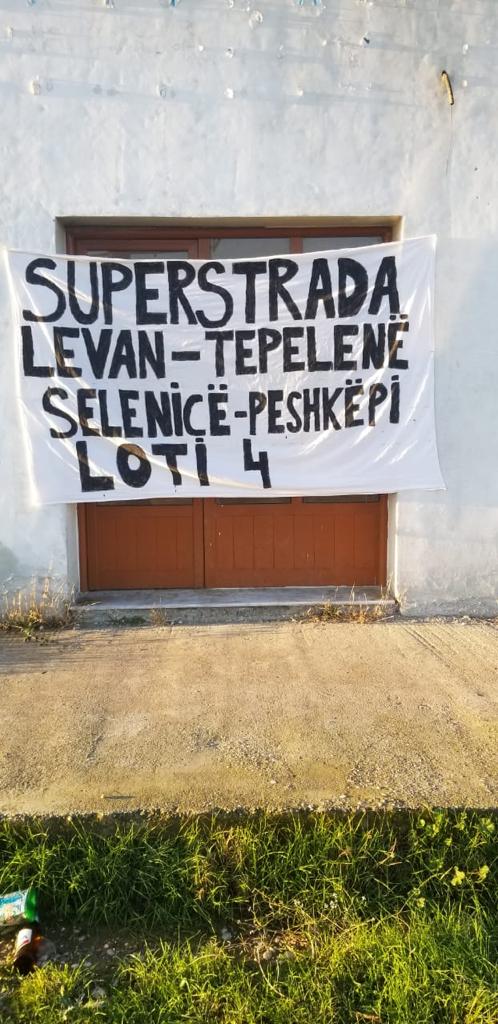 SUPERSTRADA
LEVAN-TEPELENË
SELENICË-PESHKËPI
LOTI 4